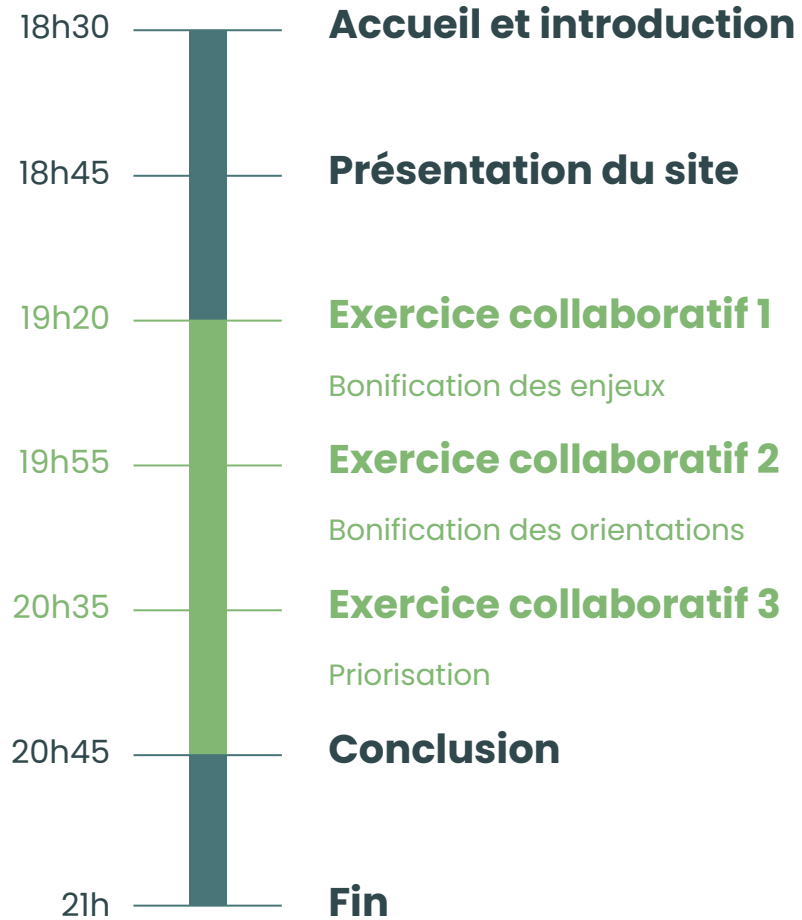 18h30 Accueil et introduction
18h45 Présentation du site
19h20 Exercice collaboratif 1
Bonification des enjeux
19h55 Exercice collaboratif 2
Bonification des orientations
20h35 Exercice collaboratif 3
Priorisation
20h45 Conclusion
21h Fin